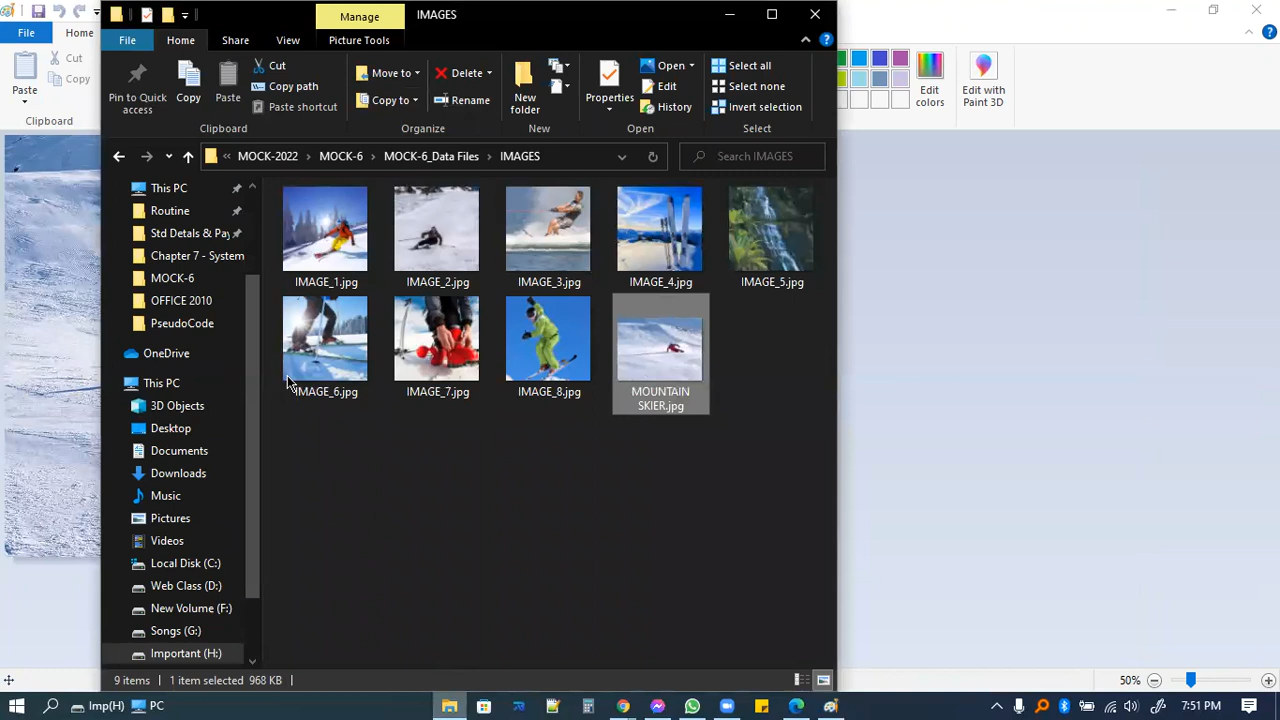 Manage
IMAGES
File
Home
File
Home
Share
View
Picture Tools
Cut
Copy
Paste
Clipboard
Pin to Quick
access
Copy
Paste
Cut
Copy path
Paste shortcut
Clipboard
Move to
Copy to
Delete
Rename
Organize
New
folder
New
Properties
Open
Edit
History
Open
Select all
Select none
Invert selection
Select
Edit
colors
Edit with
Paint 3D
MOCK-2022
MOCK-6
MOCK-6_Data Files
IMAGES
Search IMAGES
This PC
Routine
Std Detals & Pay
Chapter 7 - System
MOCK-6
OFFICE 2010
PseudoCode
OneDrive
This PC
3D Objects
Desktop
Documents
Downloads
Music
Pictures
Videos
Local Disk (C:)
Web Class (D:)
New Volume (F:)
Songs (G:)
Important (H:)
IMAGE_1.jpg
IMAGE_2.jpg
IMAGE_3.jpg
IMAGE_4.jpg
IMAGE_5.jpg
IMAGE_6.jpg
IMAGE_7.jpg
IMAGE_8.jpg
MOUNTAIN
SKIER.jpg
9 items
1 item selected 968 KB
50%
Imp(H)
PC
7:51 PM